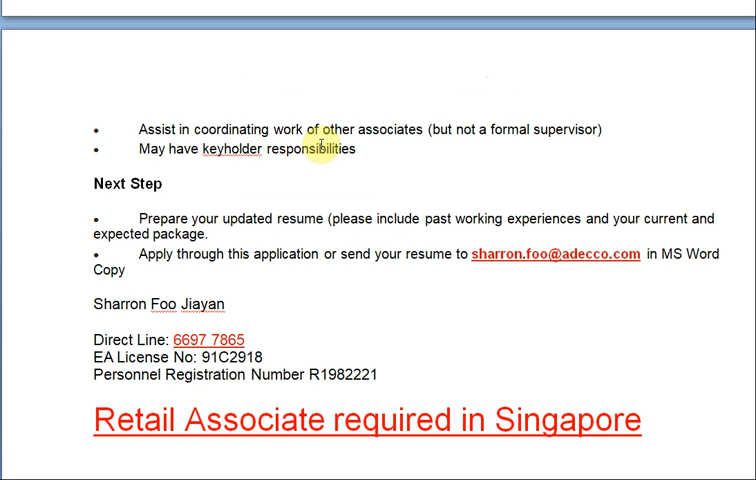 • Assist in coordinating work of other associates (but not a formal supervisor)
• May have keyholder responsibilities
Next Step
• Prepare your updated resume (please include past working experiences and your current and
expected package.
• Apply through this application or send your resume to sharron.foo@adecco.com in MS Word
Copy
Sharron Foo Jiayan
Direct Line: 6697 7865
EA License No: 91C2918
Personnel Registration Number R1982221
Retail Associate required in Singapore